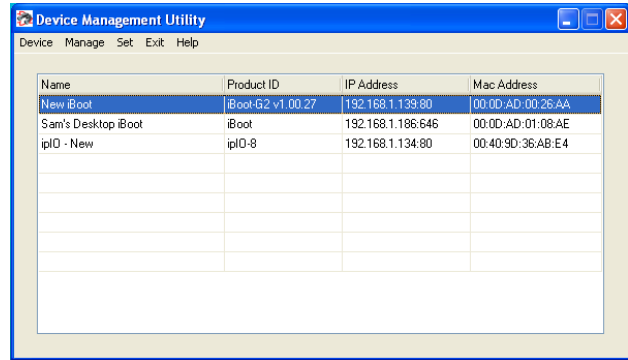 Device Management Utility
Device Manage Set Exit Help
Name Product ID IP Address Mac Address
New iBoot iBoot-G2 v1.00.27 192.168.1.139:80 00:0D:AD:00:26:AA
Sam's Desktop iBoot iBoot 192.168.1.186:646 00:0D:AD:01:08:AE
ipIO - New ipIO-8 192.168.1.134:80 00:40:9D:36:AB:E4